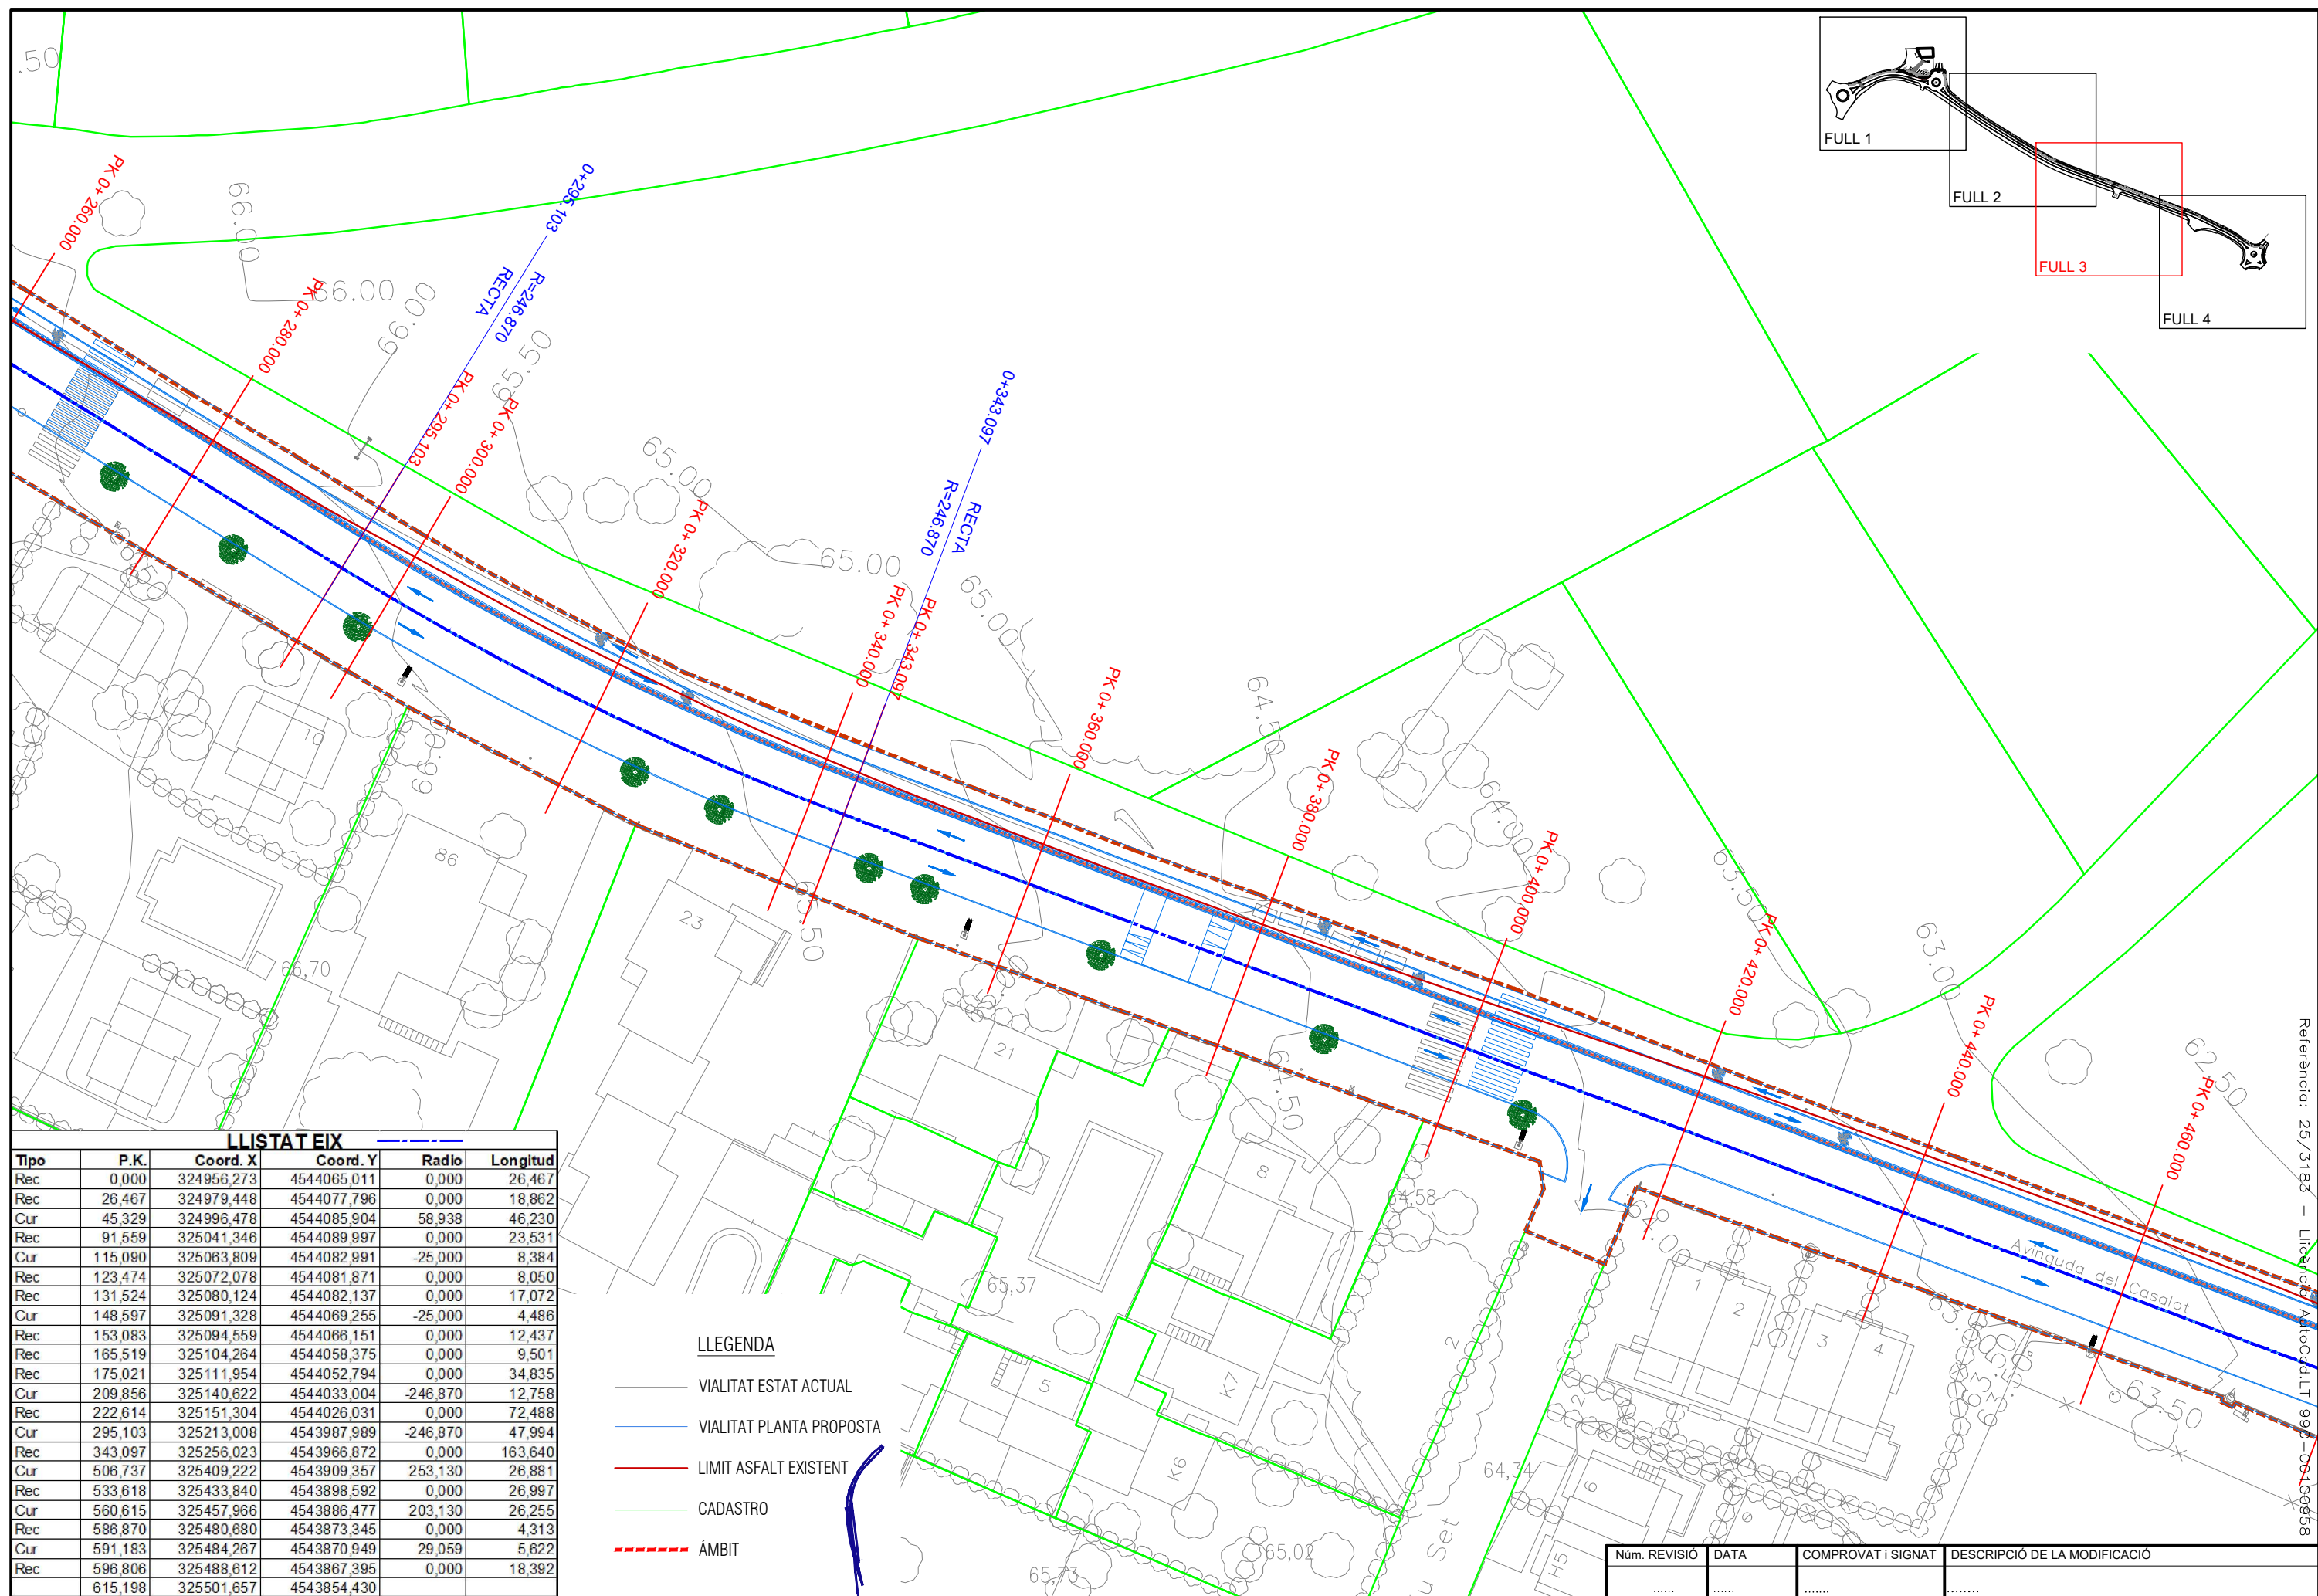 .50
FULL 1
FULL 2
FULL 3
FULL 4
PK 0+ 260.000
66.00
66.00
66.00
PK 0+ 280.000
0+295.103
RECTA
R=246.870
65.50
PK 0+ 295.103
PK 0+ 300.000
65.00
PK 0+ 320.000
65.00
0+343.097
R=246.870
RECTA
PK 0+ 340.000
PK 0+ 343.097
65.00
PK 0+ 360.000
64.50
PK 0+ 380.000
64.00
PK 0+ 400.000
63.50
PK 0+ 420.000
63.00
PK 0+ 440.000
62.50
PK 0+ 460.000
10
86
23
21
8
66,70
65,37
64,58
64,34
65,02
65,73
5
K7
K6
H5
6
2
2
1
2
3
4
63.50
Avinguda del Casalot
Referència: 25/3183 – Llicència AutoCad.LT 999-00100958
LLISTAT EIX
Tipo P.K. Coord. X Coord. Y Radio Longitud
Rec 0,000 324956,273 4544065,011 0,000 26,467
Rec 26,467 324979,448 4544077,796 0,000 18,862
Cur 45,329 324996,478 4544085,904 58,938 46,230
Rec 91,559 325041,346 4544089,997 0,000 23,531
Cur 115,090 325063,809 4544082,991 -25,000 8,384
Rec 123,474 325072,078 4544081,871 0,000 8,050
Rec 131,524 325080,124 4544082,137 0,000 17,072
Cur 148,597 325091,328 4544069,255 -25,000 4,486
Rec 153,083 325094,559 4544066,151 0,000 12,437
Rec 165,519 325104,264 4544058,375 0,000 9,501
Rec 175,021 325111,954 4544052,794 0,000 34,835
Cur 209,856 325140,622 4544033,004 -246,870 12,758
Rec 222,614 325151,304 4544026,031 0,000 72,488
Cur 295,103 325213,008 4543987,989 -246,870 47,994
Rec 343,097 325256,023 4543966,872 0,000 163,640
Cur 506,737 325409,222 4543909,357 253,130 26,881
Rec 533,618 325433,840 4543898,592 0,000 26,997
Cur 560,615 325457,966 4543886,477 203,130 26,255
Rec 586,870 325480,680 4543873,345 0,000 4,313
Cur 591,183 325484,267 4543870,949 29,059 5,622
Rec 596,806 325488,612 4543867,395 0,000 18,392
615,198 325501,657 4543854,430
LLEGENDA
VIALITAT ESTAT ACTUAL
VIALITAT PLANTA PROPOSTA
LIMIT ASFALT EXISTENT
CADASTRO
ÁMBIT
Núm. REVISIÓ DATA COMPROVAT i SIGNAT DESCRIPCIÓ DE LA MODIFICACIÓ
...... ...... ....... ........